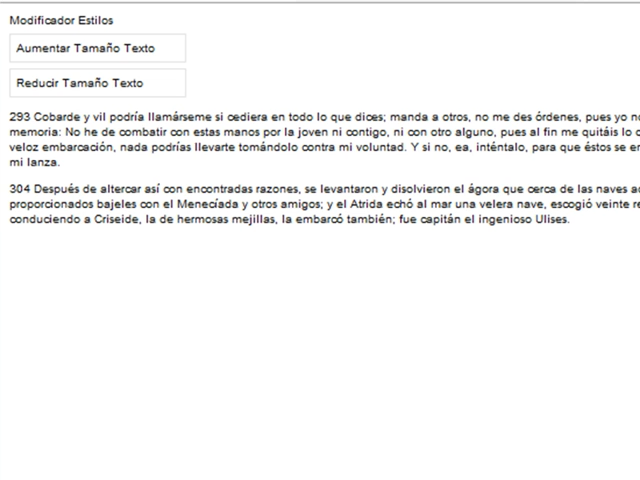 Modificador Estilos
Aumentar Tamaño Texto
Reducir Tamaño Texto
293 Cobarde y vil podría llamárseme si cediera en todo lo que dices; manda a otros, no me des órdenes, pues yo no
memoria: No he de combatir con estas manos por la joven ni contigo, ni con otro alguno, pues al fin me quitáis lo
veloz embarcación, nada podrías llevarte tomándolo contra mi voluntad. Y si no, ea, inténtalo, para que éstos se
mi lanza.
304 Después de altercar así con encontradas razones, se levantaron y disolvieron el ágora que cerca de las naves
proporcionados bajeles con el Menecíada y otros amigos; y el Atrida echó al mar una velera nave, escogió veinte
conduciendo a Criseide, la de hermosas mejillas, la embarcó también; fue capitán el ingenioso Ulises.